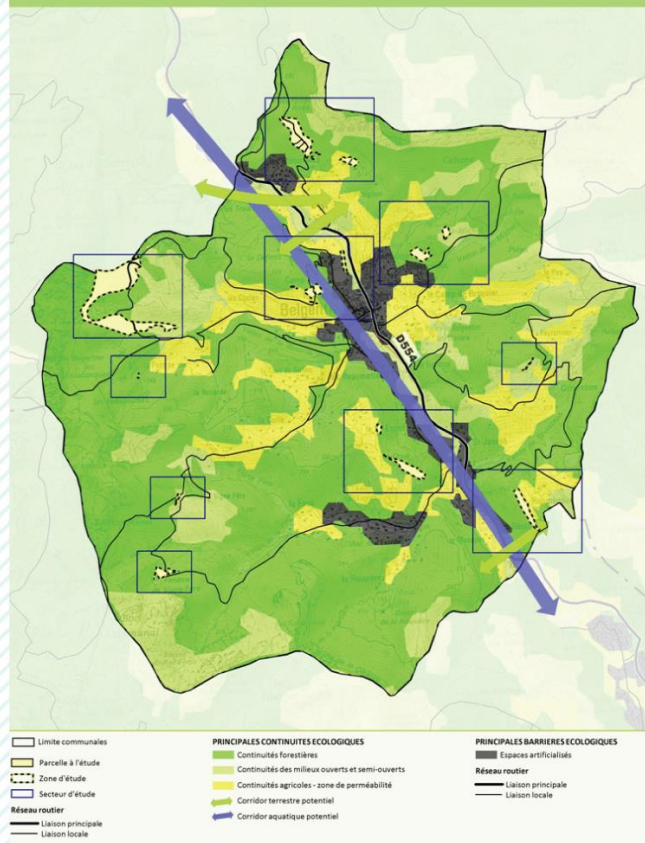 Belgen
D554
Limite communales
Parcelle à l'étude
Zone d'étude
Secteur d'étude
Réseau routier
Liaison principale
Liaison locale
PRINCIPALES CONTINUITES ECOLOGIQUES
Continuités forestières
Continuités des milieux ouverts et semi-ouverts
Continuités agricoles - zone de perméabilité
Corridor terrestre potentiel
Corridor aquatique potentiel
PRINCIPALES BARRIERES ECOLOGIQUES
Espaces artificialisés
Réseau routier
Liaison principale
Liaison locale